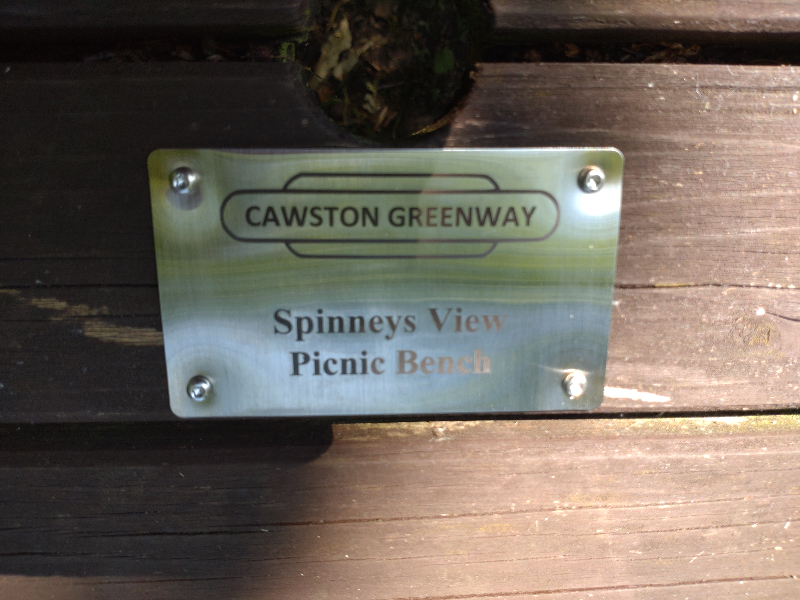 CAWSTON GREENWAY
Spinneys View
Picnic Bench